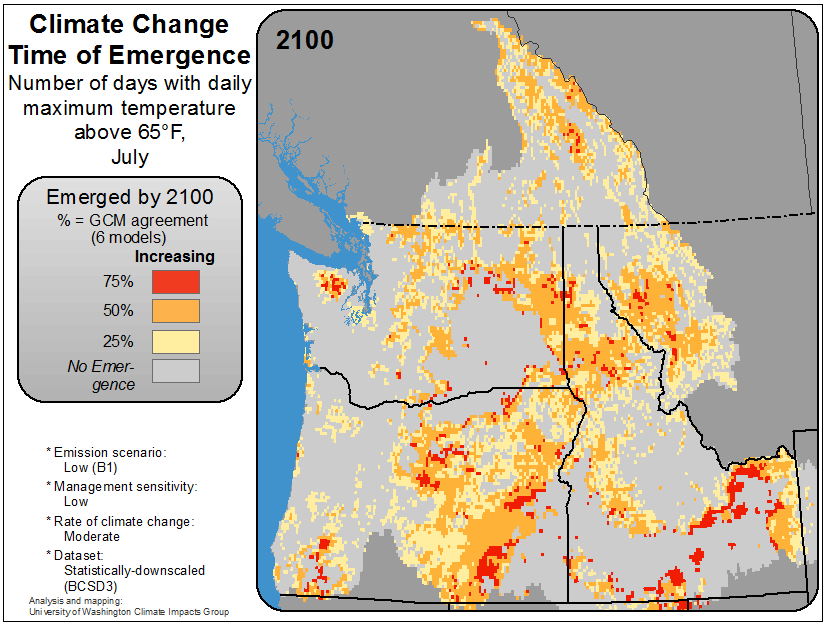 Climate Change
Time of Emergence
Number of days with daily
maximum temperature
above 65°F,
July
2100
Emerged by 2100
% = GCM agreement
(6 models)
Increasing
75%
50%
25%
No Emer-
gence
* Emission scenario:
Low (B1)
* Management sensitivity:
Low
* Rate of climate change:
Moderate
* Dataset:
Statistically-downscaled
(BCSD3)
Analysis and mapping:
University of Washington Climate Impacts Group